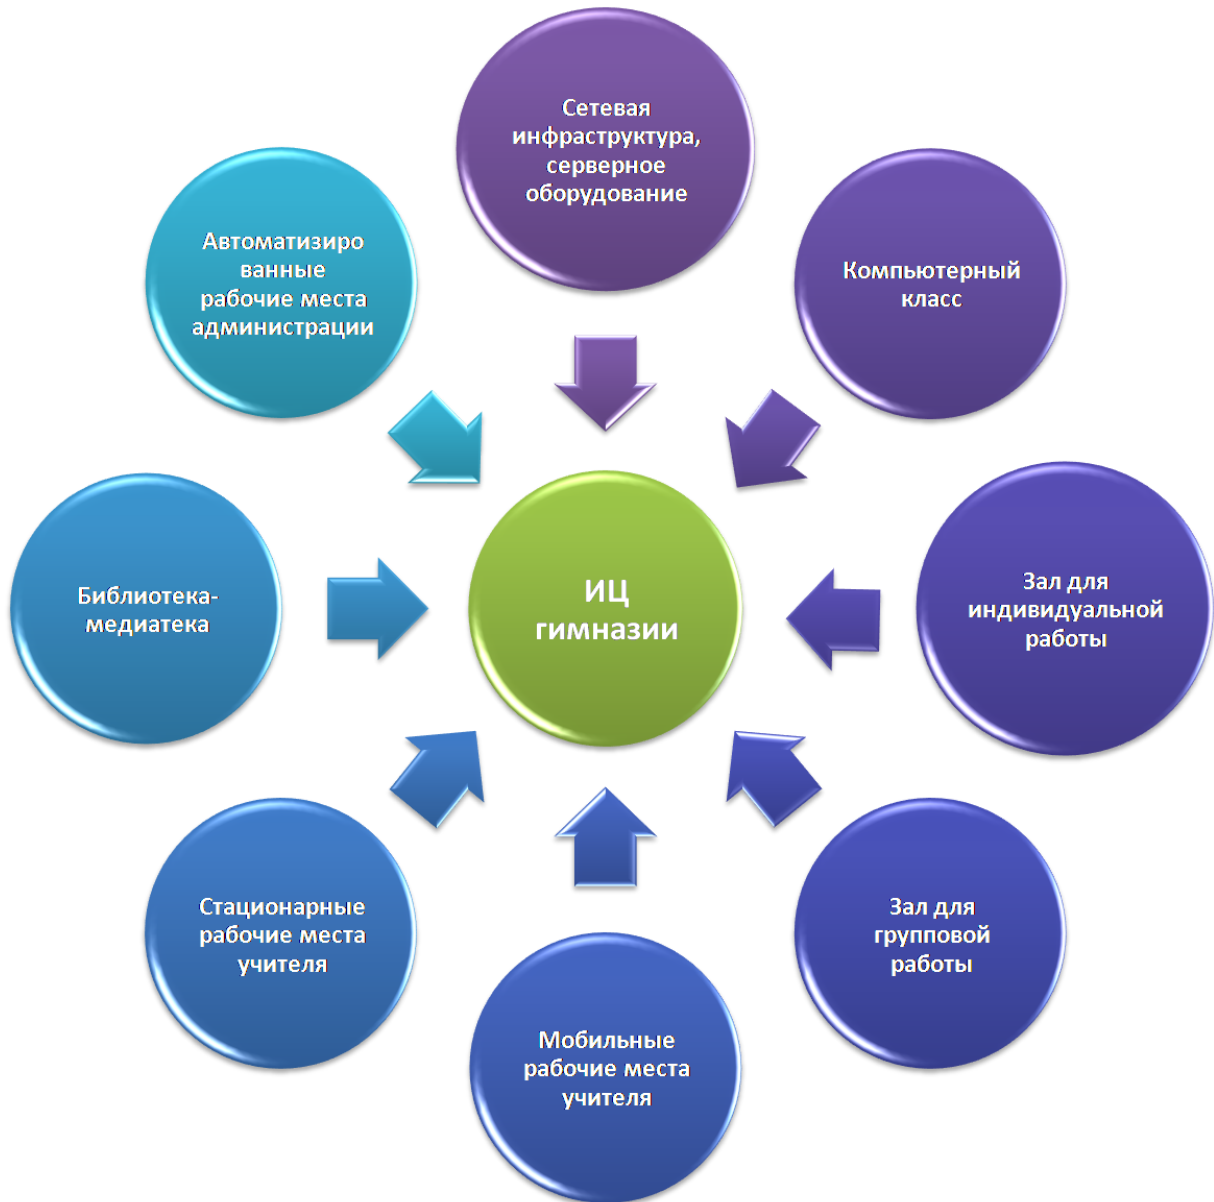 Сетевая
инфраструктура,
серверное
оборудование
Компьютерный
класс
Зал для
индивидуальной
работы
Зал для
групповой
работы
Мобильные
рабочие места
учителя
Стационарные
рабочие места
учителя
Библиотека-
медиатека
Автоматизиро
ванные
рабочие места
администрации
ИЦ
гимназии